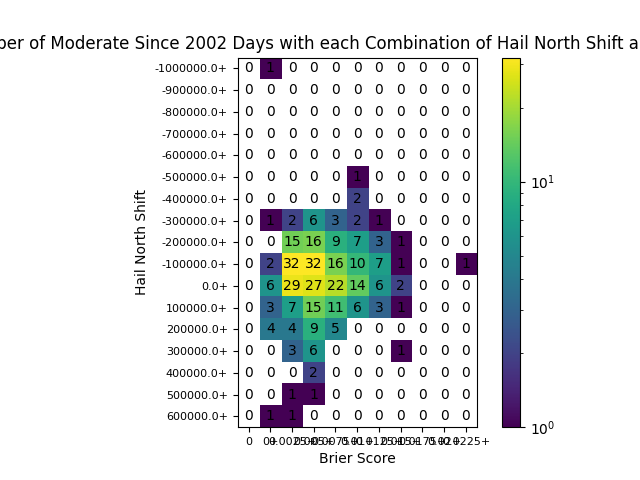 ber of Moderate Since 2002 Days with each Combination of Hail North Shift a
-1000000.0+ 0 1 0 0 0 0 0 0 0 0 0
-900000.0+ 0 0 0 0 0 0 0 0 0 0 0
-800000.0+ 0 0 0 0 0 0 0 0 0 0 0
-700000.0+ 0 0 0 0 0 0 0 0 0 0 0
-600000.0+ 0 0 0 0 0 0 0 0 0 0 0
-500000.0+ 0 0 0 0 0 1 0 0 0 0 0
-400000.0+ 0 0 0 0 0 2 0 0 0 0 0
-300000.0+ 0 1 2 6 3 2 1 0 0 0 0
-200000.0+ 0 0 15 16 9 7 3 1 0 0 0
-100000.0+ 0 2 32 32 16 10 7 1 0 0 1
0.0+ 0 6 29 27 22 14 6 2 0 0 0
100000.0+ 0 3 7 15 11 6 3 1 0 0 0
200000.0+ 0 4 4 9 5 0 0 0 0 0 0
300000.0+ 0 0 3 6 0 0 0 1 0 0 0
400000.0+ 0 0 0 2 0 0 0 0 0 0 0
500000.0+ 0 0 1 1 0 0 0 0 0 0 0
600000.0+ 0 1 1 0 0 0 0 0 0 0 0
0
Brier Score
Hail North Shift
10^1
10^0